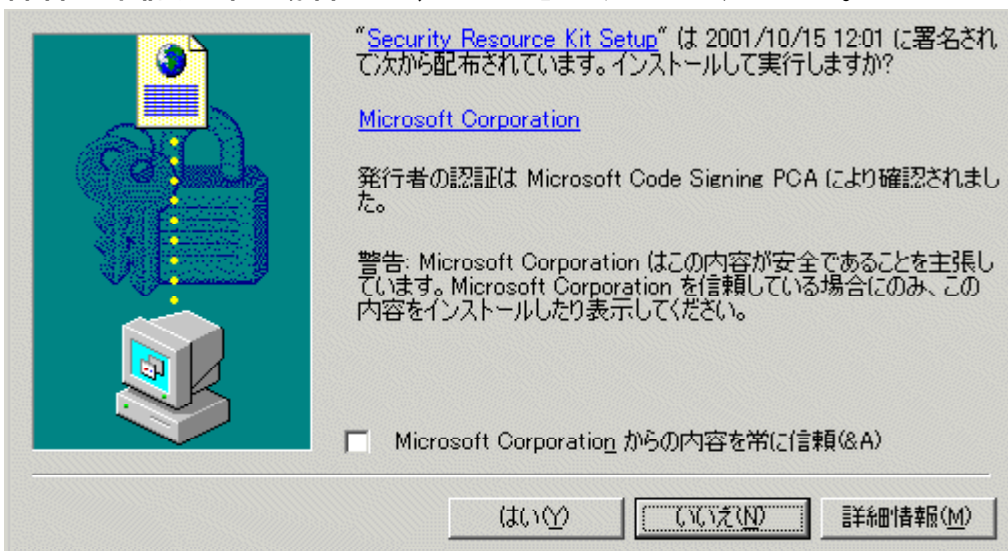 "Security Resource Kit Setup" は 2001/10/15 12:01 に署名され
て次から配布されています。インストールして実行しますか?
Microsoft Corporation
発行者の認証は Microsoft Code Signing PCA により確認されまし
た。
警告: Microsoft Corporation はこの内容が安全であることを主張し
ています。Microsoft Corporation を信頼している場合にのみ、この
内容をインストールしたり表示してください。
Microsoft Corporation からの内容を常に信頼(&A)
はい(Y) いいえ(N) 詳細情報(M)